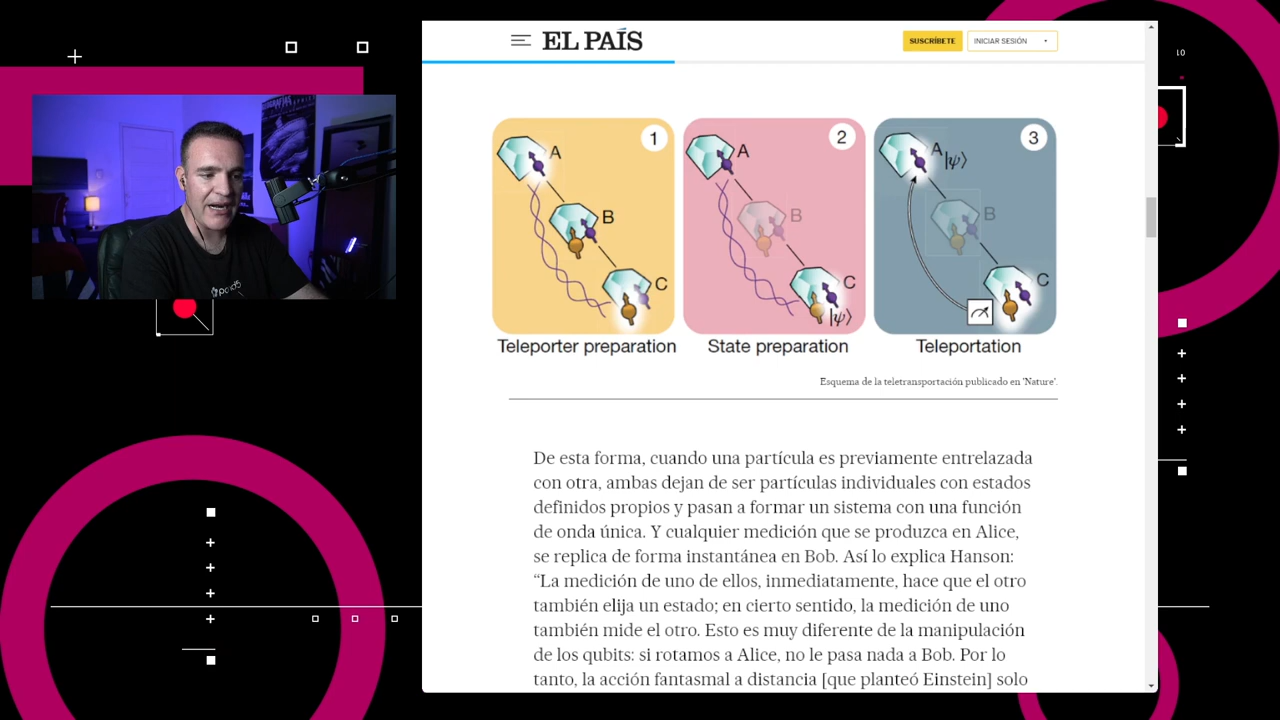 EL PAÍS
SUSCRÍBETE
INICIAR SESIÓN
1
A
B
C
2
A
B
C
|ψ⟩
3
A |ψ⟩
B
C
Teleporter preparation
State preparation
Teleportation
Esquema de la teletransportación publicado en 'Nature'.
De esta forma, cuando una partícula es previamente entrelazada
con otra, ambas dejan de ser partículas individuales con estados
definidos propios y pasan a formar un sistema con una función
de onda única. Y cualquier medición que se produzca en Alice,
se replica de forma instantánea en Bob. Así lo explica Hanson:
“La medición de uno de ellos, inmediatamente, hace que el otro
también elija un estado; en cierto sentido, la medición de uno
también mide el otro. Esto es muy diferente de la manipulación
de los qubits: si rotamos a Alice, no le pasa nada a Bob. Por lo
tanto, la acción fantasmal a distancia [que planteó Einstein] solo